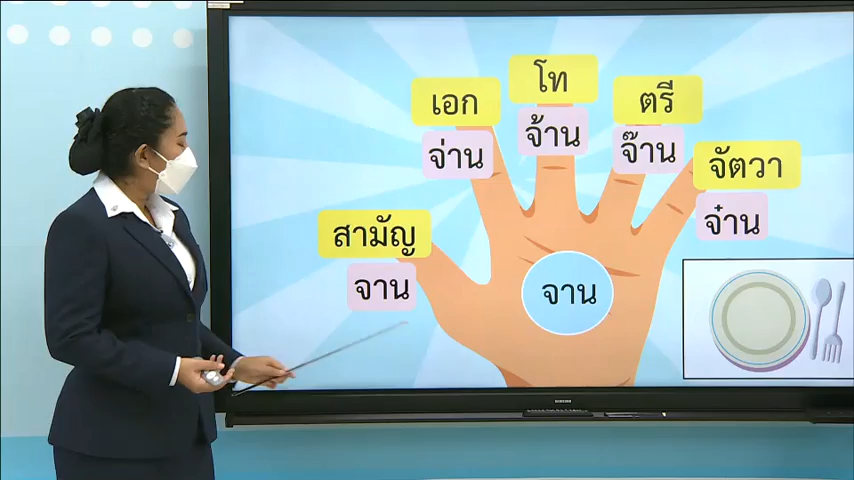 โท
เอก
ตรี
จ้าน
จ่าน
จ๊าน
จัตวา
จ๋าน
สามัญ
จาน
จาน
SAMSUNG